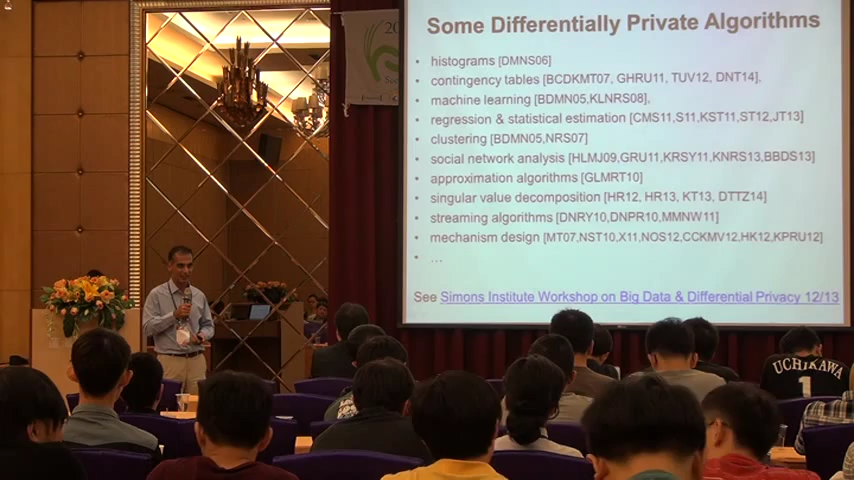 Some Differentially Private Algorithms
• histograms [DMNS06]
• contingency tables [BCDKMT07, GHRU11, TUV12, DNT14].
• machine learning [BDMN05,KLNRS08],
• regression & statistical estimation [CMS11,S11,KST11,ST12,JT13]
• clustering [BDMN05,NRS07]
• social network analysis [HLMJ09,GRU11,KRSY11,KNRS13,BBDS13]
• approximation algorithms [GLMRT10]
• singular value decomposition [HR12, HR13, KT13, DTTZ14]
• streaming algorithms [DNRY10,DNPR10,MMNW11]
• mechanism design [MT07,NST10,X11,NOS12,CCKMV12,HK12,KPRU12]
• …
See Simons Institute Workshop on Big Data & Differential Privacy 12/13
UCHIKAWA
1